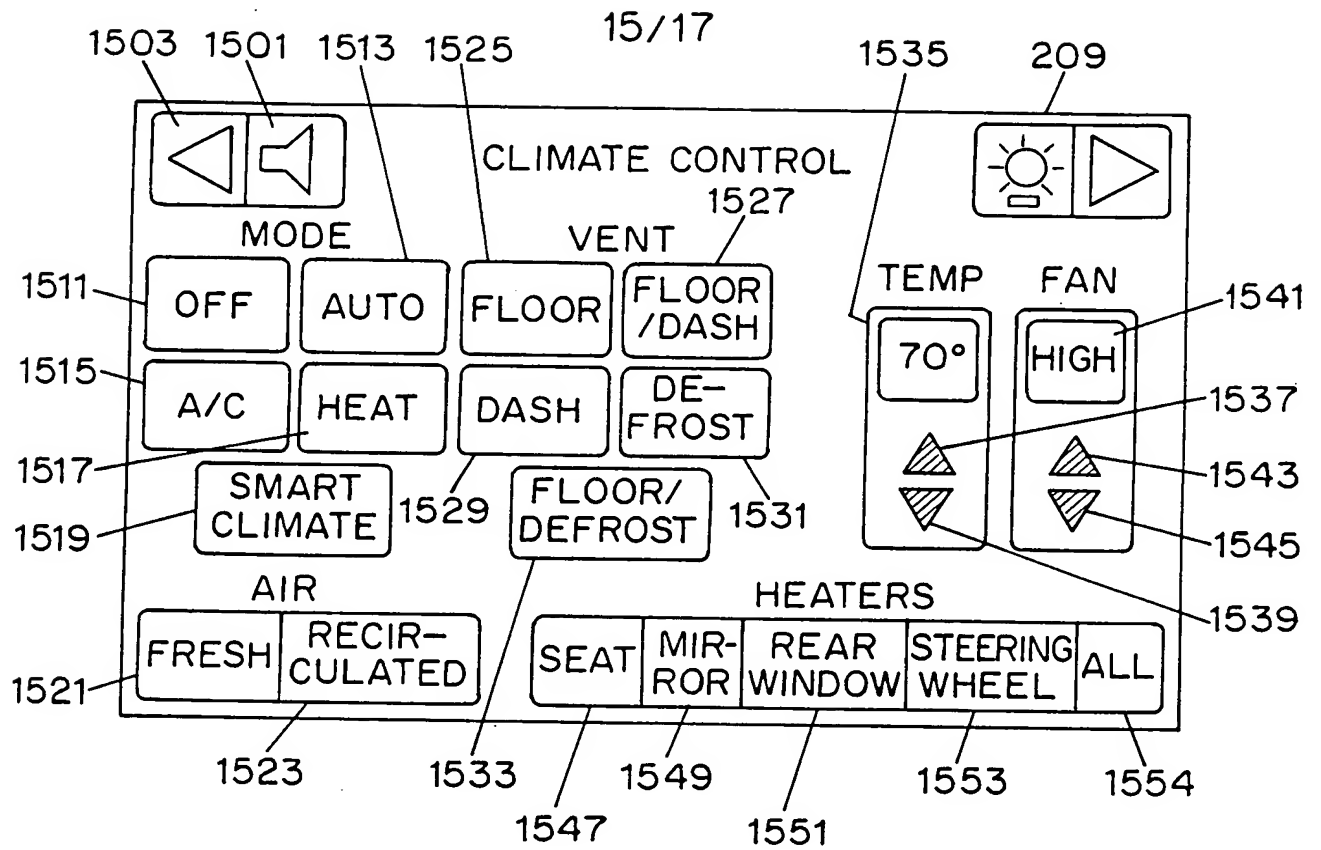 15/17
1503 1501 1513 1525 1535 209
CLIMATE CONTROL
1527
MODE VENT
TEMP FAN
1511 OFF AUTO FLOOR FLOOR
/DASH
70° HIGH 1541
1515 A/C HEAT DASH DE-
FROST
1537
1517 1529 1531 1543
1519 SMART
CLIMATE
FLOOR/
DEFROST
1545
1539
AIR HEATERS
1521 FRESH RECIR-
CULATED
SEAT MIR-
ROR
REAR
WINDOW
STEERING
WHEEL
ALL
1523 1533 1549 1553 1554
1547 1551